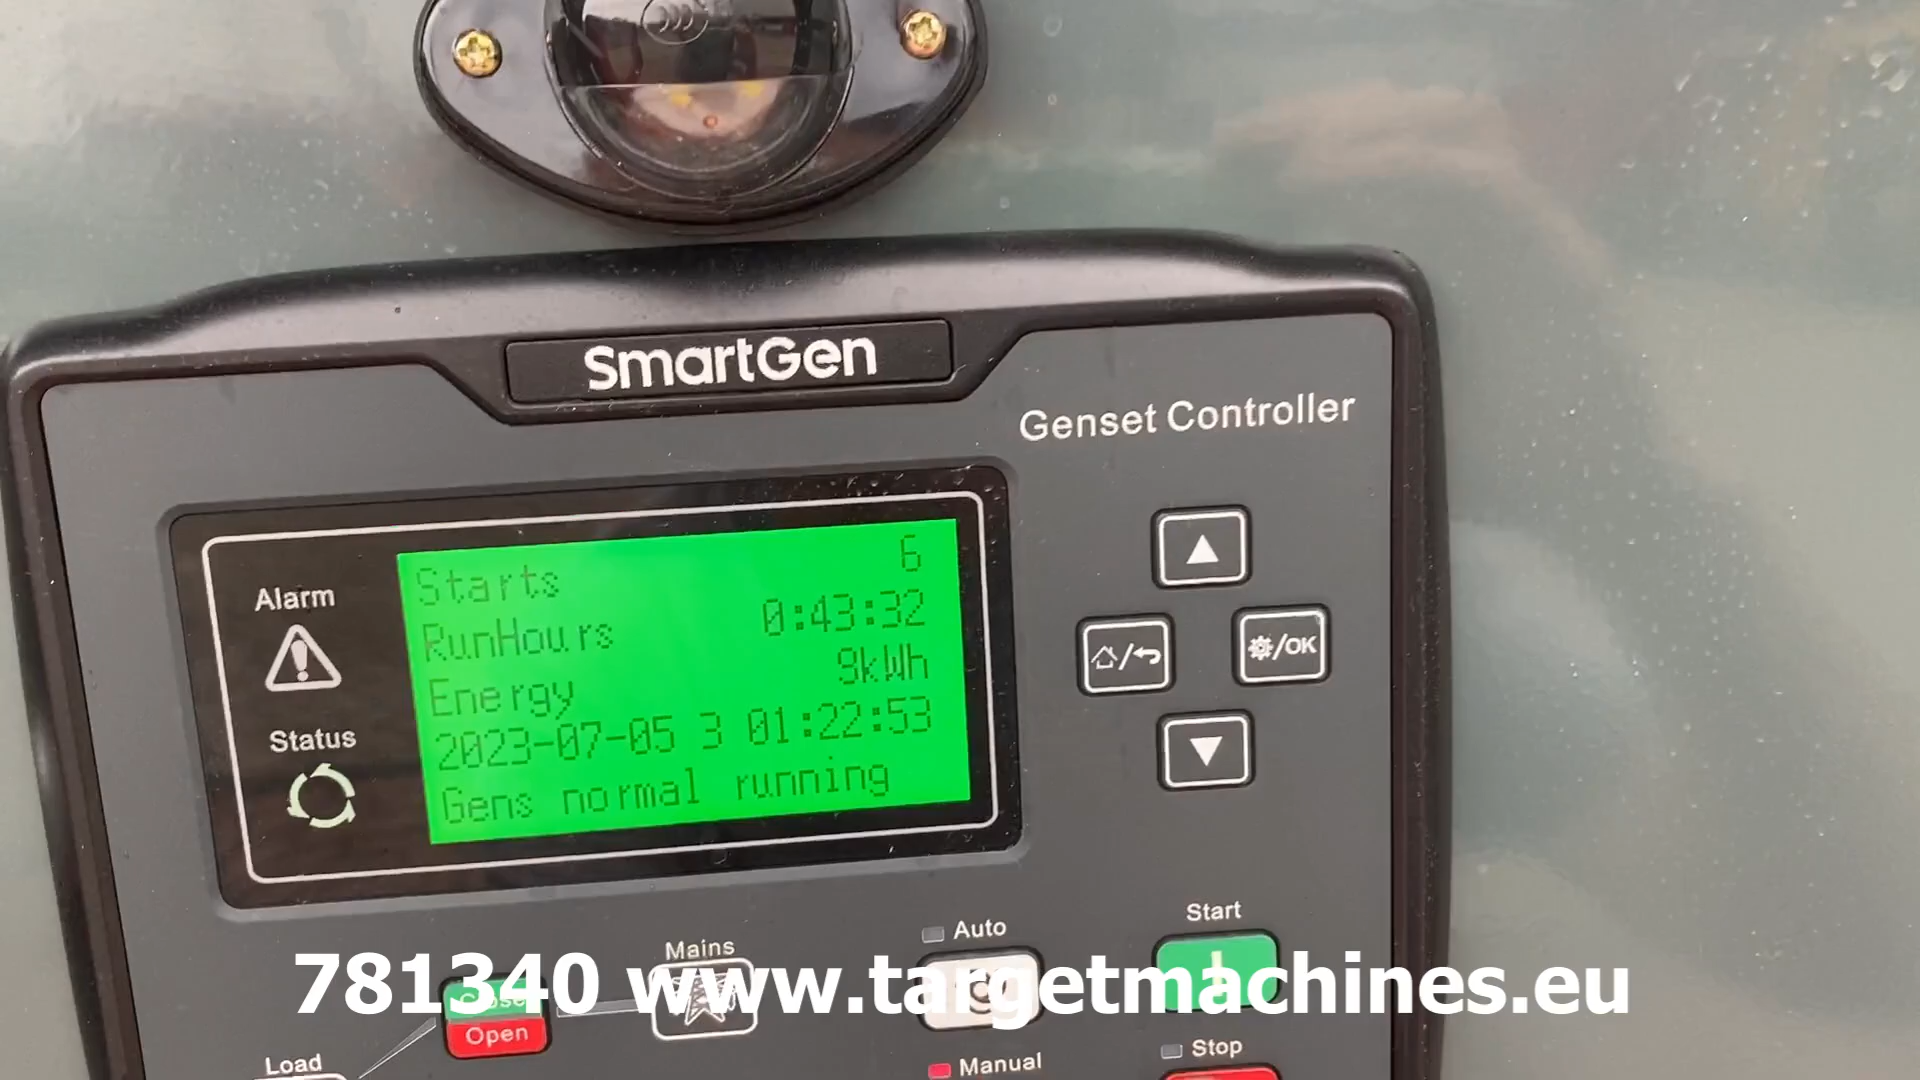 SmartGen
Genset Controller
Starts 6
RunHours 0:43:32
Energy 9kWh
2023-07-05 3 01:22:53
Gens normal running
Alarm
Status
/OK
Auto
Start
Mains
Close
Open
Load
Manual
Stop
781340 www.targetmachines.eu